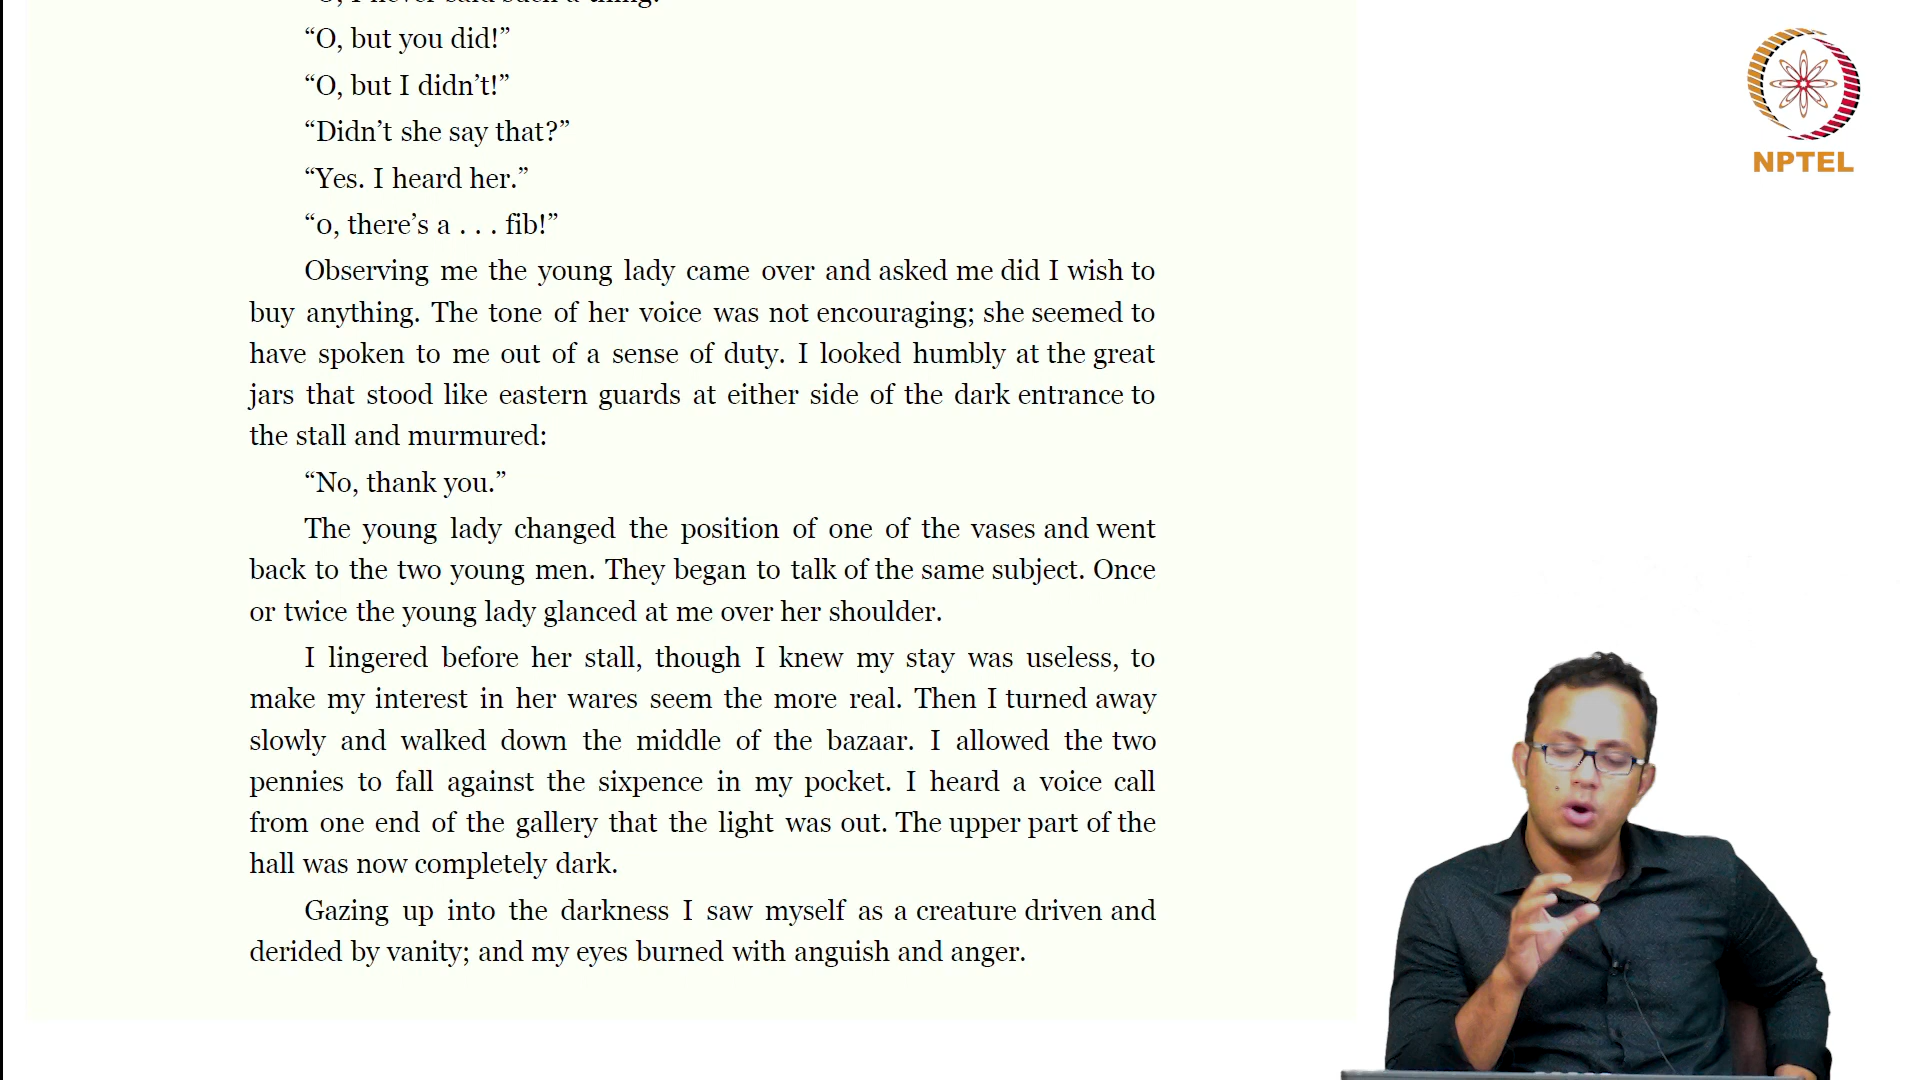 “O, I never said such a thing!”
“O, but you did!”
“O, but I didn’t!”
“Didn’t she say that?”
“Yes. I heard her.”
“o, there’s a . . . fib!”
Observing me the young lady came over and asked me did I wish to
buy anything. The tone of her voice was not encouraging; she seemed to
have spoken to me out of a sense of duty. I looked humbly at the great
jars that stood like eastern guards at either side of the dark entrance to
the stall and murmured:
“No, thank you.”
The young lady changed the position of one of the vases and went
back to the two young men. They began to talk of the same subject. Once
or twice the young lady glanced at me over her shoulder.
I lingered before her stall, though I knew my stay was useless, to
make my interest in her wares seem the more real. Then I turned away
slowly and walked down the middle of the bazaar. I allowed the two
pennies to fall against the sixpence in my pocket. I heard a voice call
from one end of the gallery that the light was out. The upper part of the
hall was now completely dark.
Gazing up into the darkness I saw myself as a creature driven and
derided by vanity; and my eyes burned with anguish and anger.
NPTEL